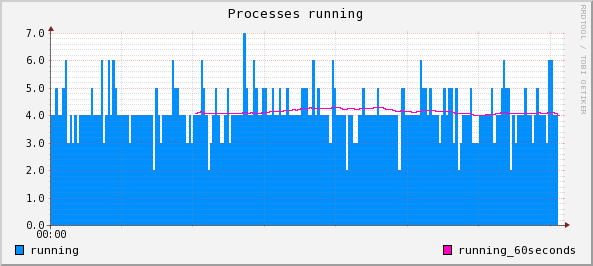 Processes running
RRDTOOL / TOBI OETIKER
7.0
6.0
5.0
4.0
3.0
2.0
1.0
0.0
00:00
running
running_60seconds